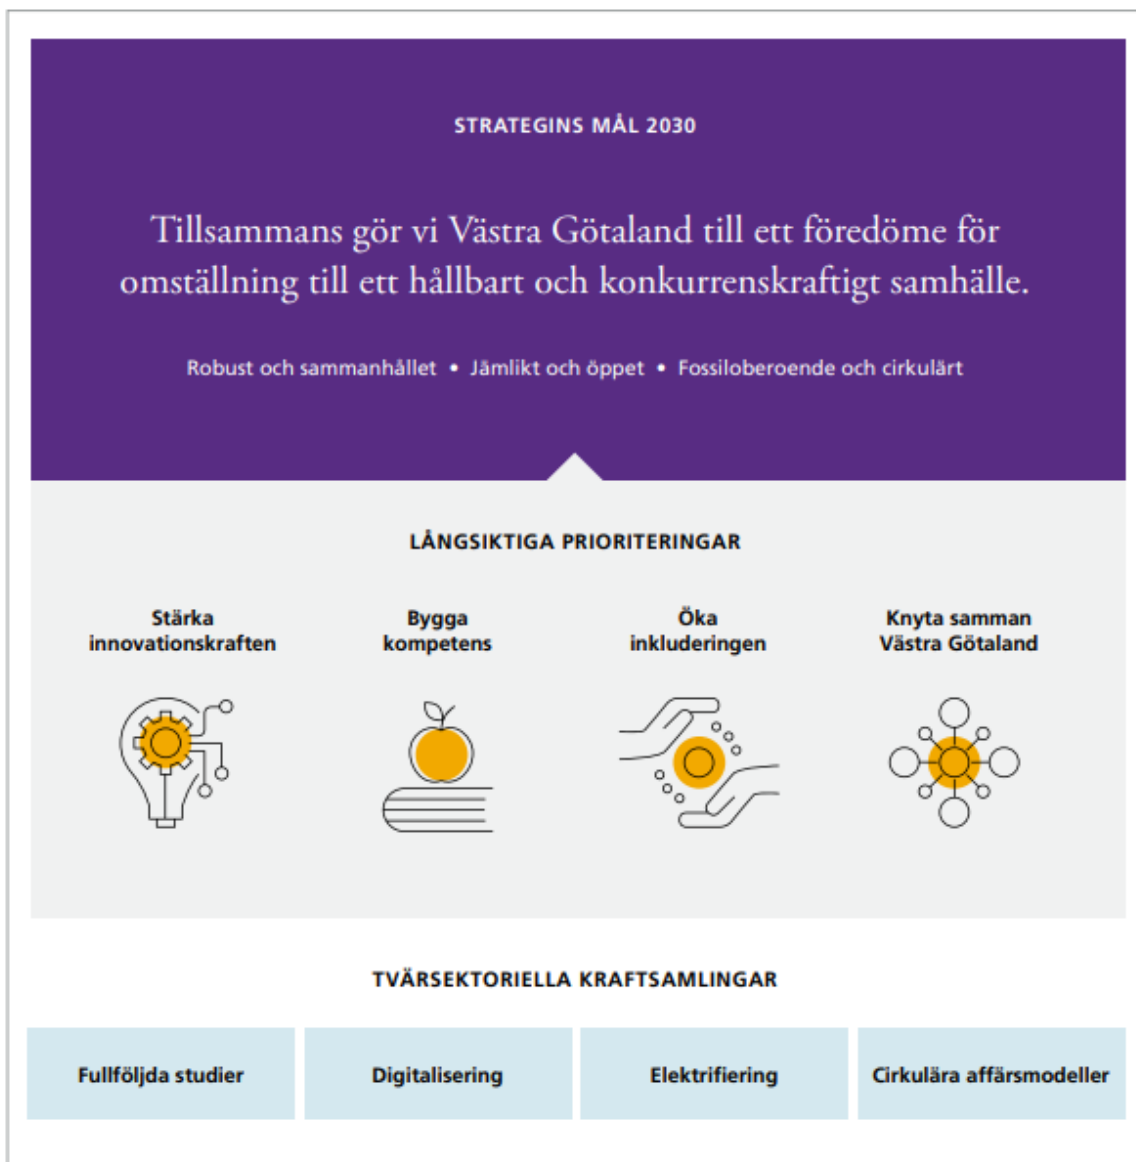 STRATEGINS MÅL 2030
Tillsammans gör vi Västra Götaland till ett föredöme för
omställning till ett hållbart och konkurrenskraftigt samhälle.
Robust och sammanhållet • Jämlikt och öppet • Fossiloberoende och cirkulärt
LÅNGSIKTIGA PRIORITERINGAR
Stärka
innovationskraften
Bygga
kompetens
Öka
inkluderingen
Knyta samman
Västra Götaland
TVÄRSEKTORIELLA KRAFTSAMLINGAR
Fullföljda studier
Digitalisering
Elektrifiering
Cirkulära affärsmodeller